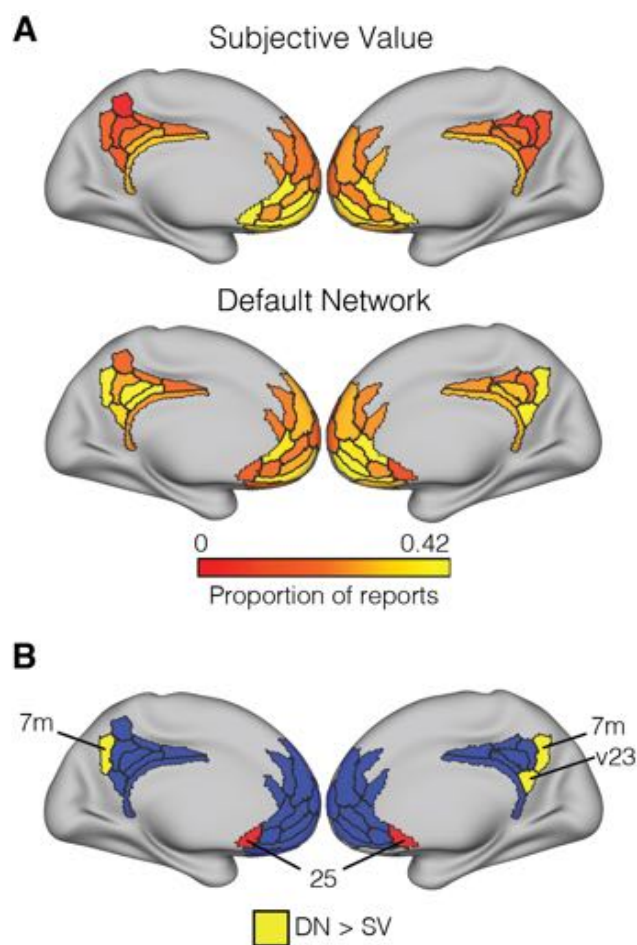 A
Subjective Value
Default Network
0 0.42
Proportion of reports
B
7m 7m
v23
25
DN > SV